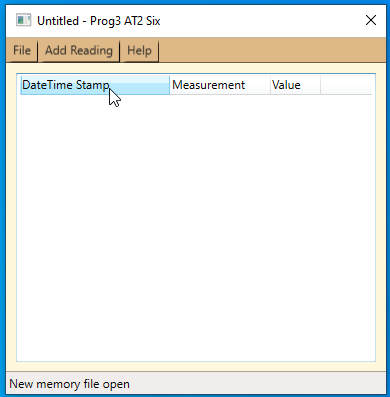 Untitled - Prog3 AT2 Six
File Add Reading Help
DateTime Stamp Measurement Value
New memory file open